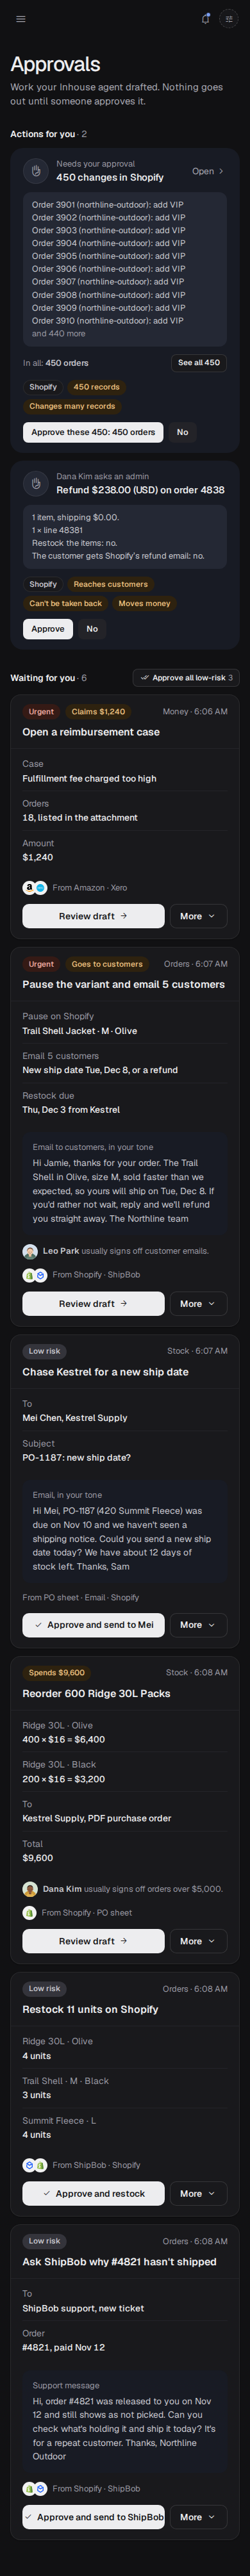 Approvals
Work your Inhouse agent drafted. Nothing goes
out until someone approves it.
Actions for you · 2
Needs your approval
450 changes in Shopify
Open
Order 3901 (northline-outdoor): add VIP
Order 3902 (northline-outdoor): add VIP
Order 3903 (northline-outdoor): add VIP
Order 3904 (northline-outdoor): add VIP
Order 3905 (northline-outdoor): add VIP
Order 3906 (northline-outdoor): add VIP
Order 3907 (northline-outdoor): add VIP
Order 3908 (northline-outdoor): add VIP
Order 3909 (northline-outdoor): add VIP
Order 3910 (northline-outdoor): add VIP
and 440 more
In all: 450 orders
See all 450
Shopify
450 records
Changes many records
Approve these 450: 450 orders
No
Dana Kim asks an admin
Refund $238.00 (USD) on order 4838
1 item, shipping $0.00.
1 × line 48381
Restock the items: no.
The customer gets Shopify's refund email: no.
Shopify
Reaches customers
Can't be taken back
Moves money
Approve
No
Waiting for you · 6
Approve all low-risk 3
Urgent
Claims $1,240
Money · 6:06 AM
Open a reimbursement case
Case
Fulfillment fee charged too high
Orders
18, listed in the attachment
Amount
$1,240
From Amazon · Xero
Review draft
More
Urgent
Goes to customers
Orders · 6:07 AM
Pause the variant and email 5 customers
Pause on Shopify
Trail Shell Jacket · M · Olive
Email 5 customers
New ship date Tue, Dec 8, or a refund
Restock due
Thu, Dec 3 from Kestrel
Email to customers, in your tone
Hi Jamie, thanks for your order. The Trail
Shell in Olive, size M, sold faster than we
expected, so yours will ship on Tue, Dec 8. If
you'd rather not wait, reply and we'll refund
you straight away. The Northline team
Leo Park usually signs off customer emails.
From Shopify · ShipBob
Review draft
More
Low risk
Stock · 6:07 AM
Chase Kestrel for a new ship date
To
Mei Chen, Kestrel Supply
Subject
PO-1187: new ship date?
Email, in your tone
Hi Mei, PO-1187 (420 Summit Fleece) was
due on Nov 10 and we haven't seen a
shipping notice. Could you send a new ship
date today? We have about 12 days of
stock left. Thanks, Sam
From PO sheet · Email · Shopify
Approve and send to Mei
More
Spends $9,600
Stock · 6:08 AM
Reorder 600 Ridge 30L Packs
Ridge 30L · Olive
400 × $16 = $6,400
Ridge 30L · Black
200 × $16 = $3,200
To
Kestrel Supply, PDF purchase order
Total
$9,600
Dana Kim usually signs off orders over $5,000.
From Shopify · PO sheet
Review draft
More
Low risk
Orders · 6:08 AM
Restock 11 units on Shopify
Ridge 30L · Olive
4 units
Trail Shell · M · Black
3 units
Summit Fleece · L
4 units
From ShipBob · Shopify
Approve and restock
More
Low risk
Orders · 6:08 AM
Ask ShipBob why #4821 hasn't shipped
To
ShipBob support, new ticket
Order
#4821, paid Nov 12
Support message
Hi, order #4821 was released to you on Nov
12 and still shows as not picked. Can you
check what's holding it and ship it today? It's
for a repeat customer. Thanks, Northline
Outdoor
From Shopify · ShipBob
Approve and send to ShipBob
More